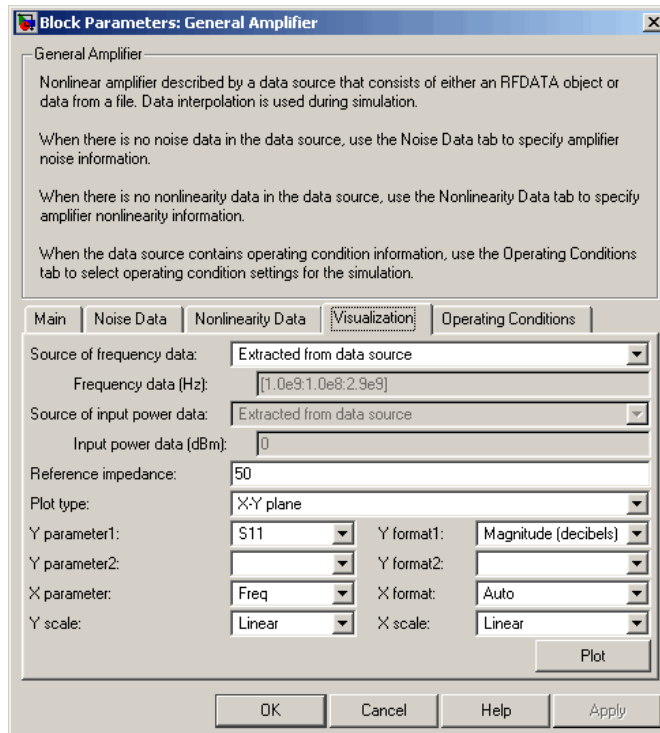 Block Parameters: General Amplifier
General Amplifier
Nonlinear amplifier described by a data source that consists of either an RFDATA object or
data from a file. Data interpolation is used during simulation.
When there is no noise data in the data source, use the Noise Data tab to specify amplifier
noise information.
When there is no nonlinearity data in the data source, use the Nonlinearity Data tab to specify
amplifier nonlinearity information.
When the data source contains operating condition information, use the Operating Conditions
tab to select operating condition settings for the simulation.
Main Noise Data Nonlinearity Data Visualization Operating Conditions
Source of frequency data: Extracted from data source
Frequency data (Hz): [1.0e9:1.0e8:2.9e9]
Source of input power data: Extracted from data source
Input power data (dBm): 0
Reference impedance: 50
Plot type: X-Y plane
Y parameter1: S11 Y format1: Magnitude (decibels)
Y parameter2: Y format2:
X parameter: Freq X format: Auto
Y scale: Linear X scale: Linear
Plot
OK Cancel Help Apply